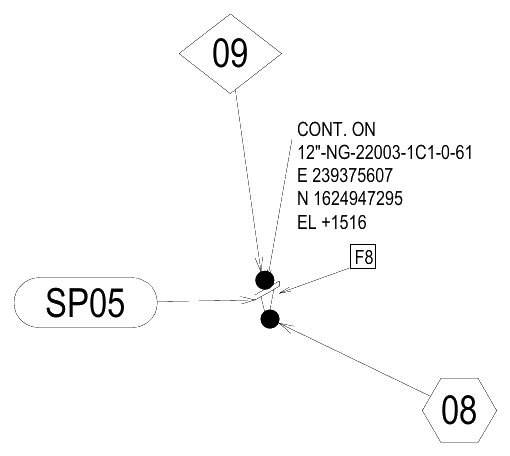 09
CONT. ON
12"-NG-22003-1C1-0-61
E 239375607
N 1624947295
EL +1516
F8
SP05
08